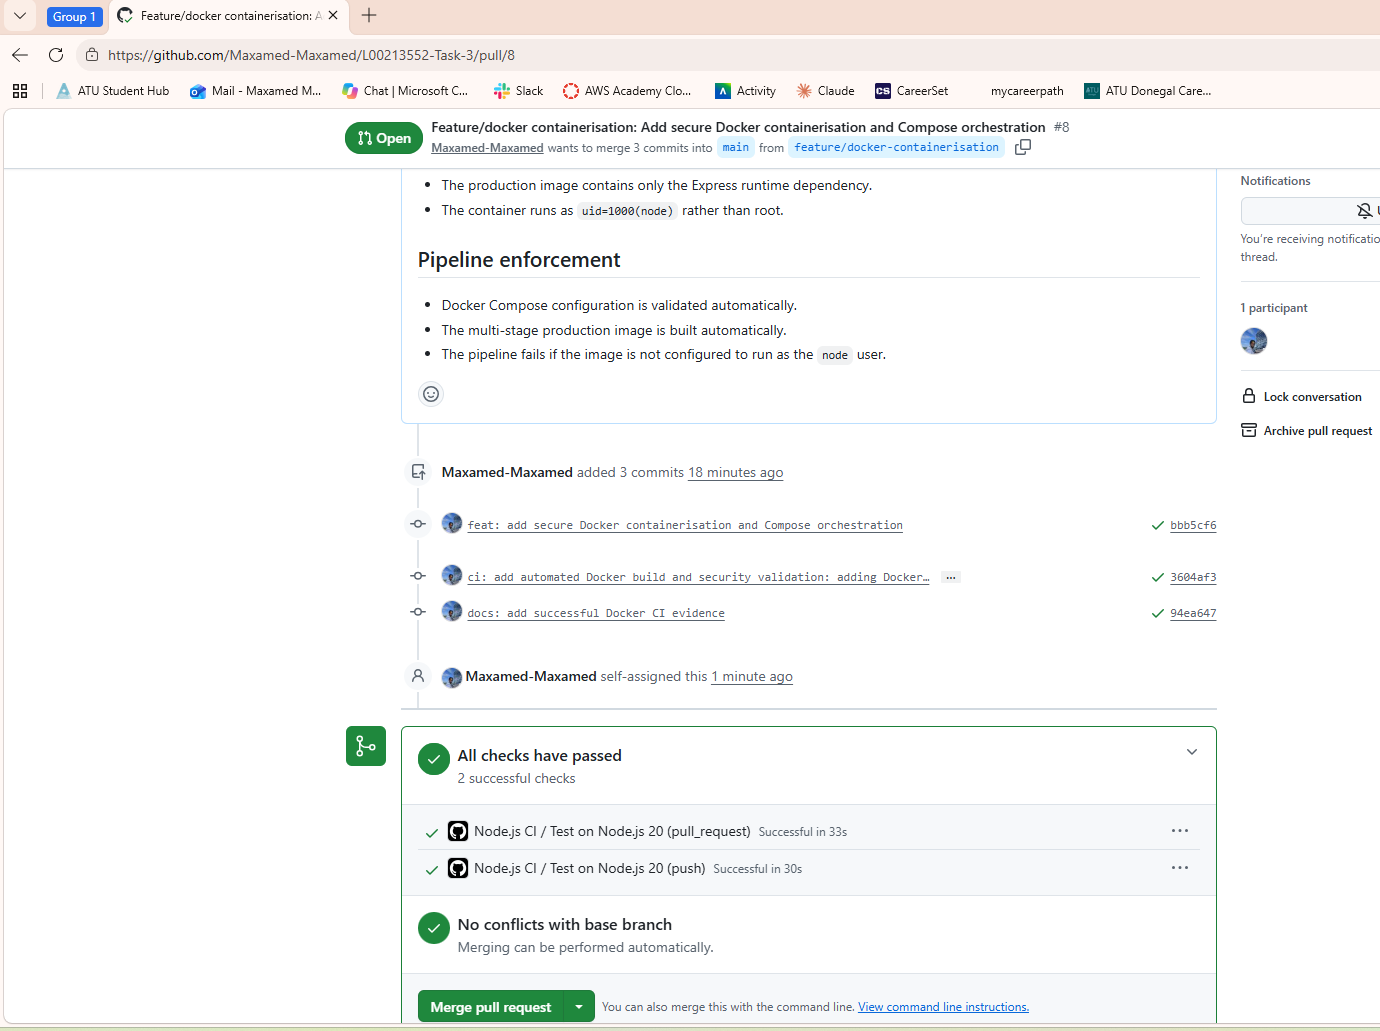 Group 1
Feature/docker containerisation: A
https://github.com/Maxamed-Maxamed/L00213552-Task-3/pull/8
ATU Student Hub
Mail - Maxamed M...
Chat | Microsoft C...
Slack
AWS Academy Clo...
Activity
Claude
CS CareerSet
mycareerpath
ATU Donegal Care...
Open
Feature/docker containerisation: Add secure Docker containerisation and Compose orchestration #8
Maxamed-Maxamed wants to merge 3 commits into main from feature/docker-containerisation
• The production image contains only the Express runtime dependency.
• The container runs as uid=1000(node) rather than root.
Pipeline enforcement
• Docker Compose configuration is validated automatically.
• The multi-stage production image is built automatically.
• The pipeline fails if the image is not configured to run as the node user.
Maxamed-Maxamed added 3 commits 18 minutes ago
feat: add secure Docker containerisation and Compose orchestration bbb5cf6
ci: add automated Docker build and security validation: adding Docker… ... 3604af3
docs: add successful Docker CI evidence 94ea647
Maxamed-Maxamed self-assigned this 1 minute ago
All checks have passed
2 successful checks
Node.js CI / Test on Node.js 20 (pull_request) Successful in 33s
Node.js CI / Test on Node.js 20 (push) Successful in 30s
No conflicts with base branch
Merging can be performed automatically.
Merge pull request
You can also merge this with the command line. View command line instructions.
Notifications
You're receiving notificatio
thread.
1 participant
Lock conversation
Archive pull request